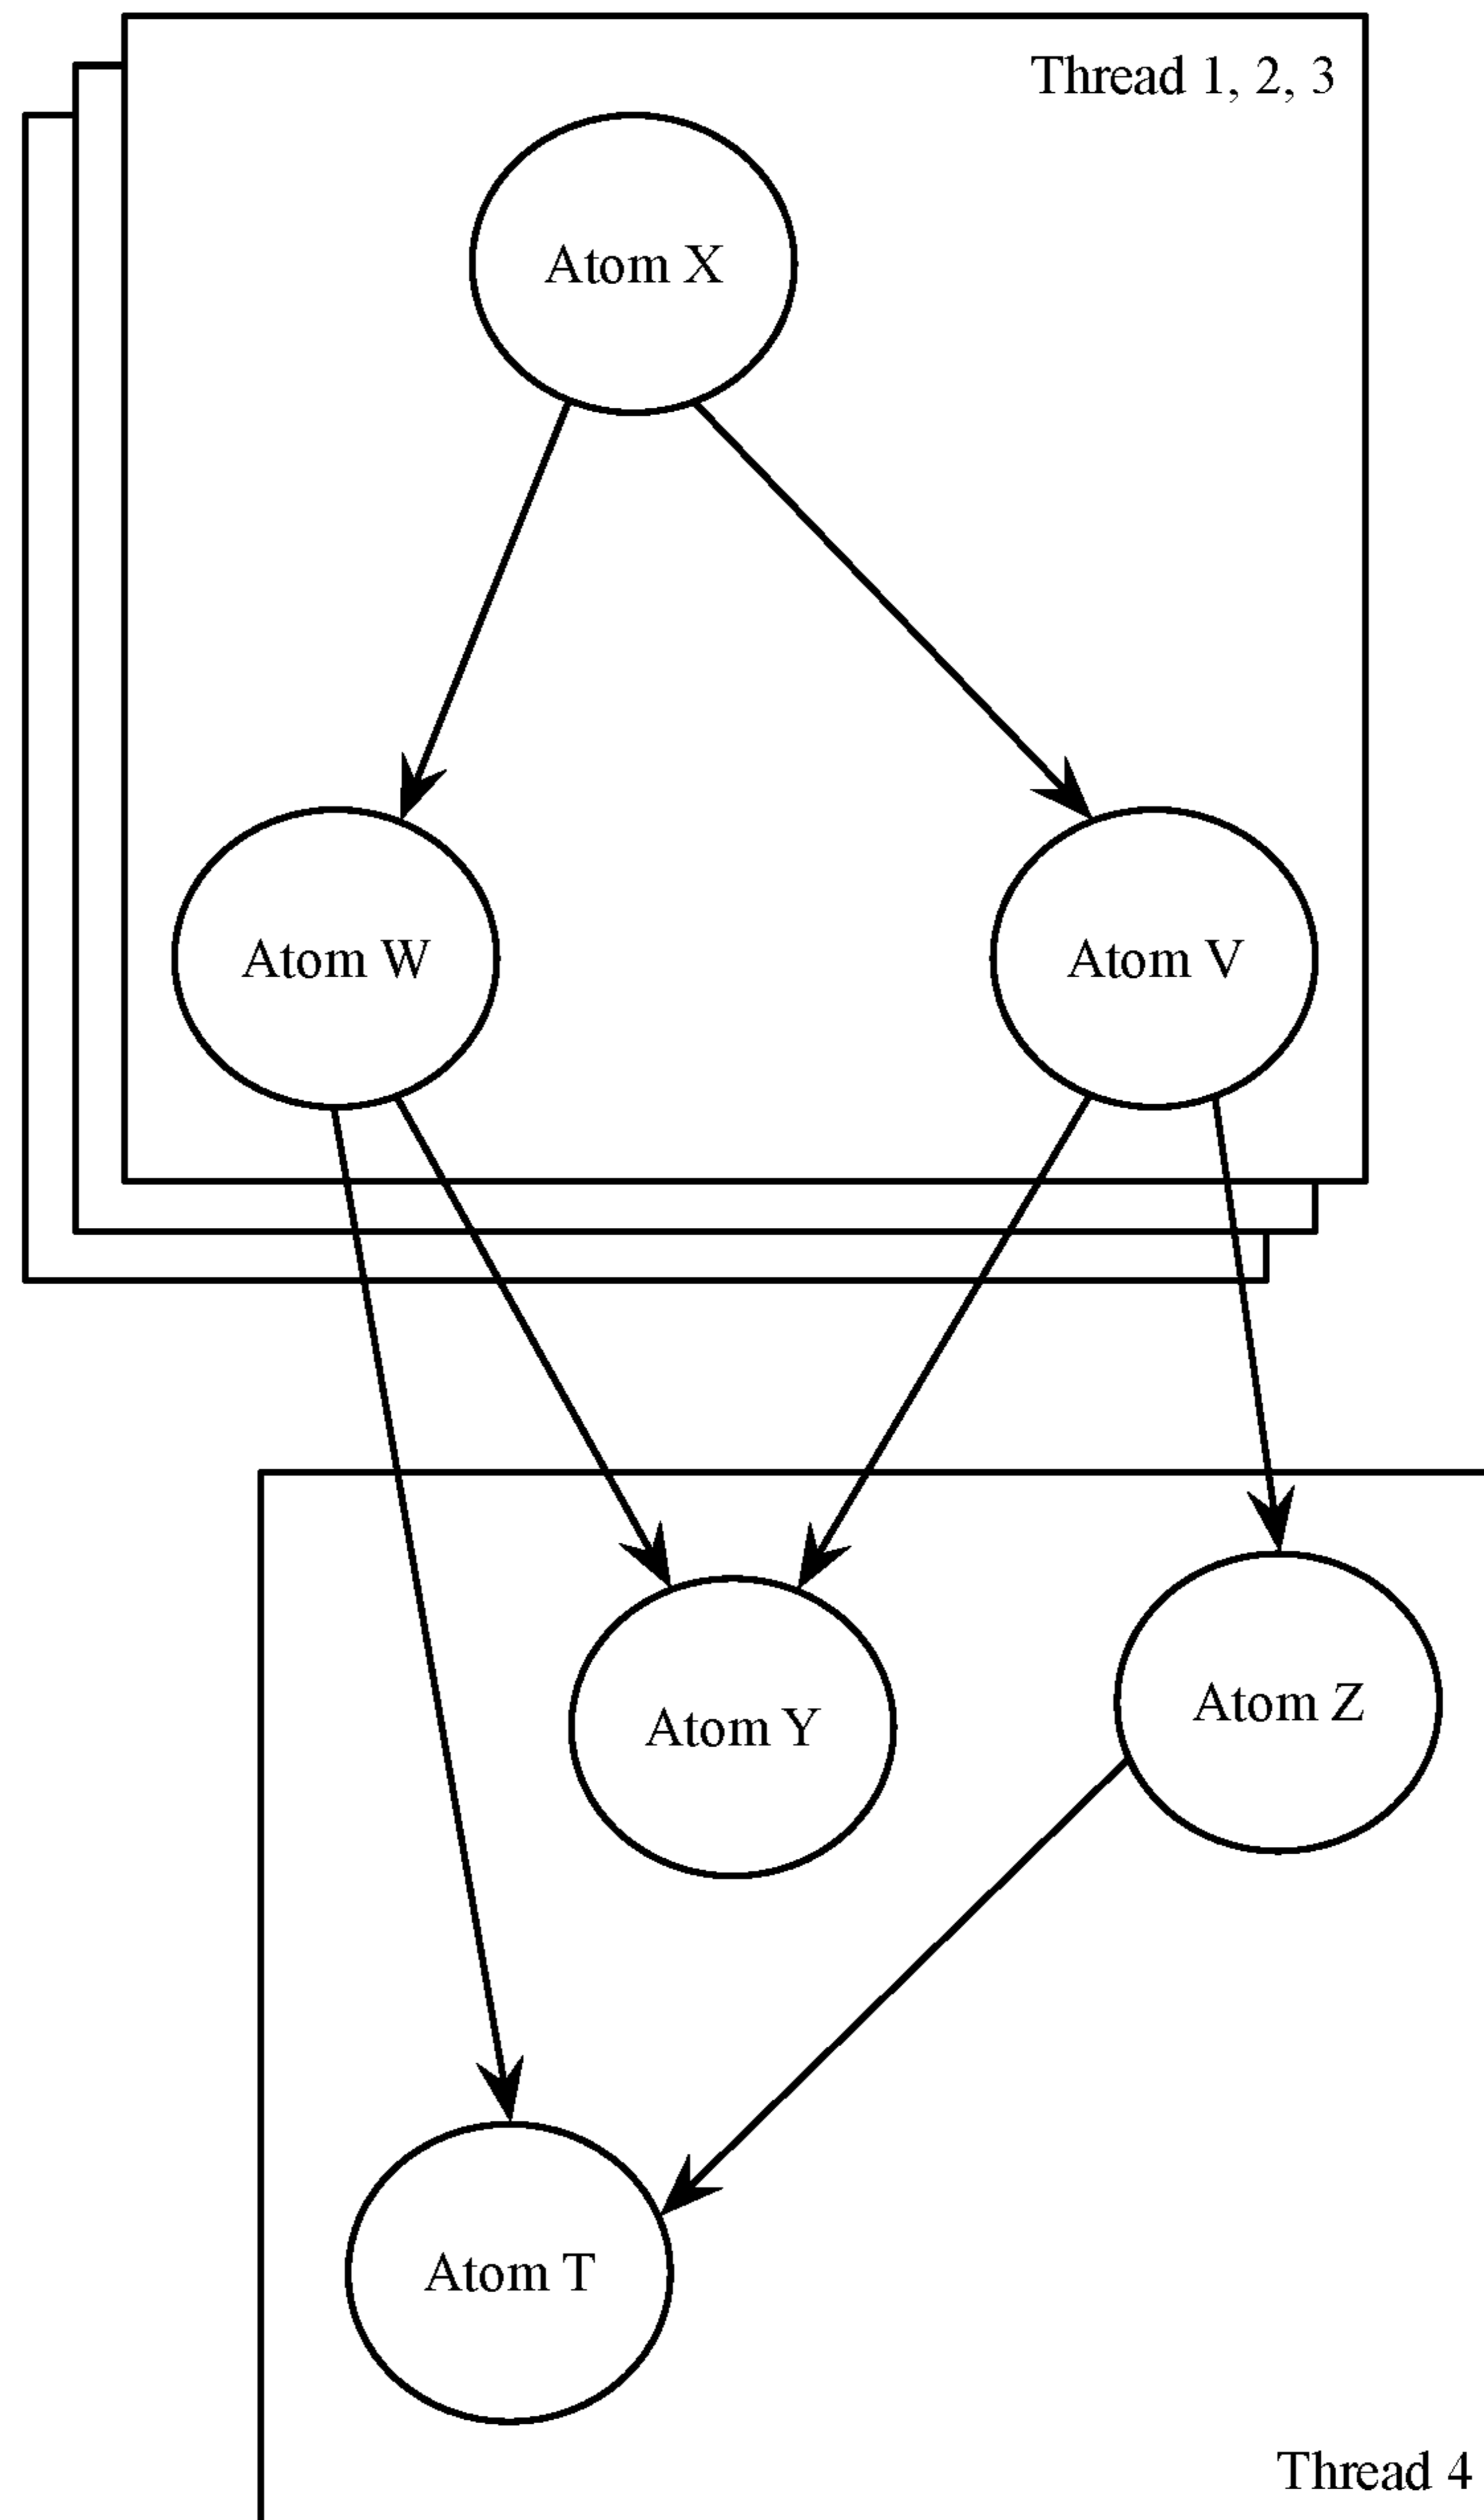 Thread 1, 2, 3
Atom X
Atom W
Atom V
Atom Y
Atom Z
Atom T
Thread 4